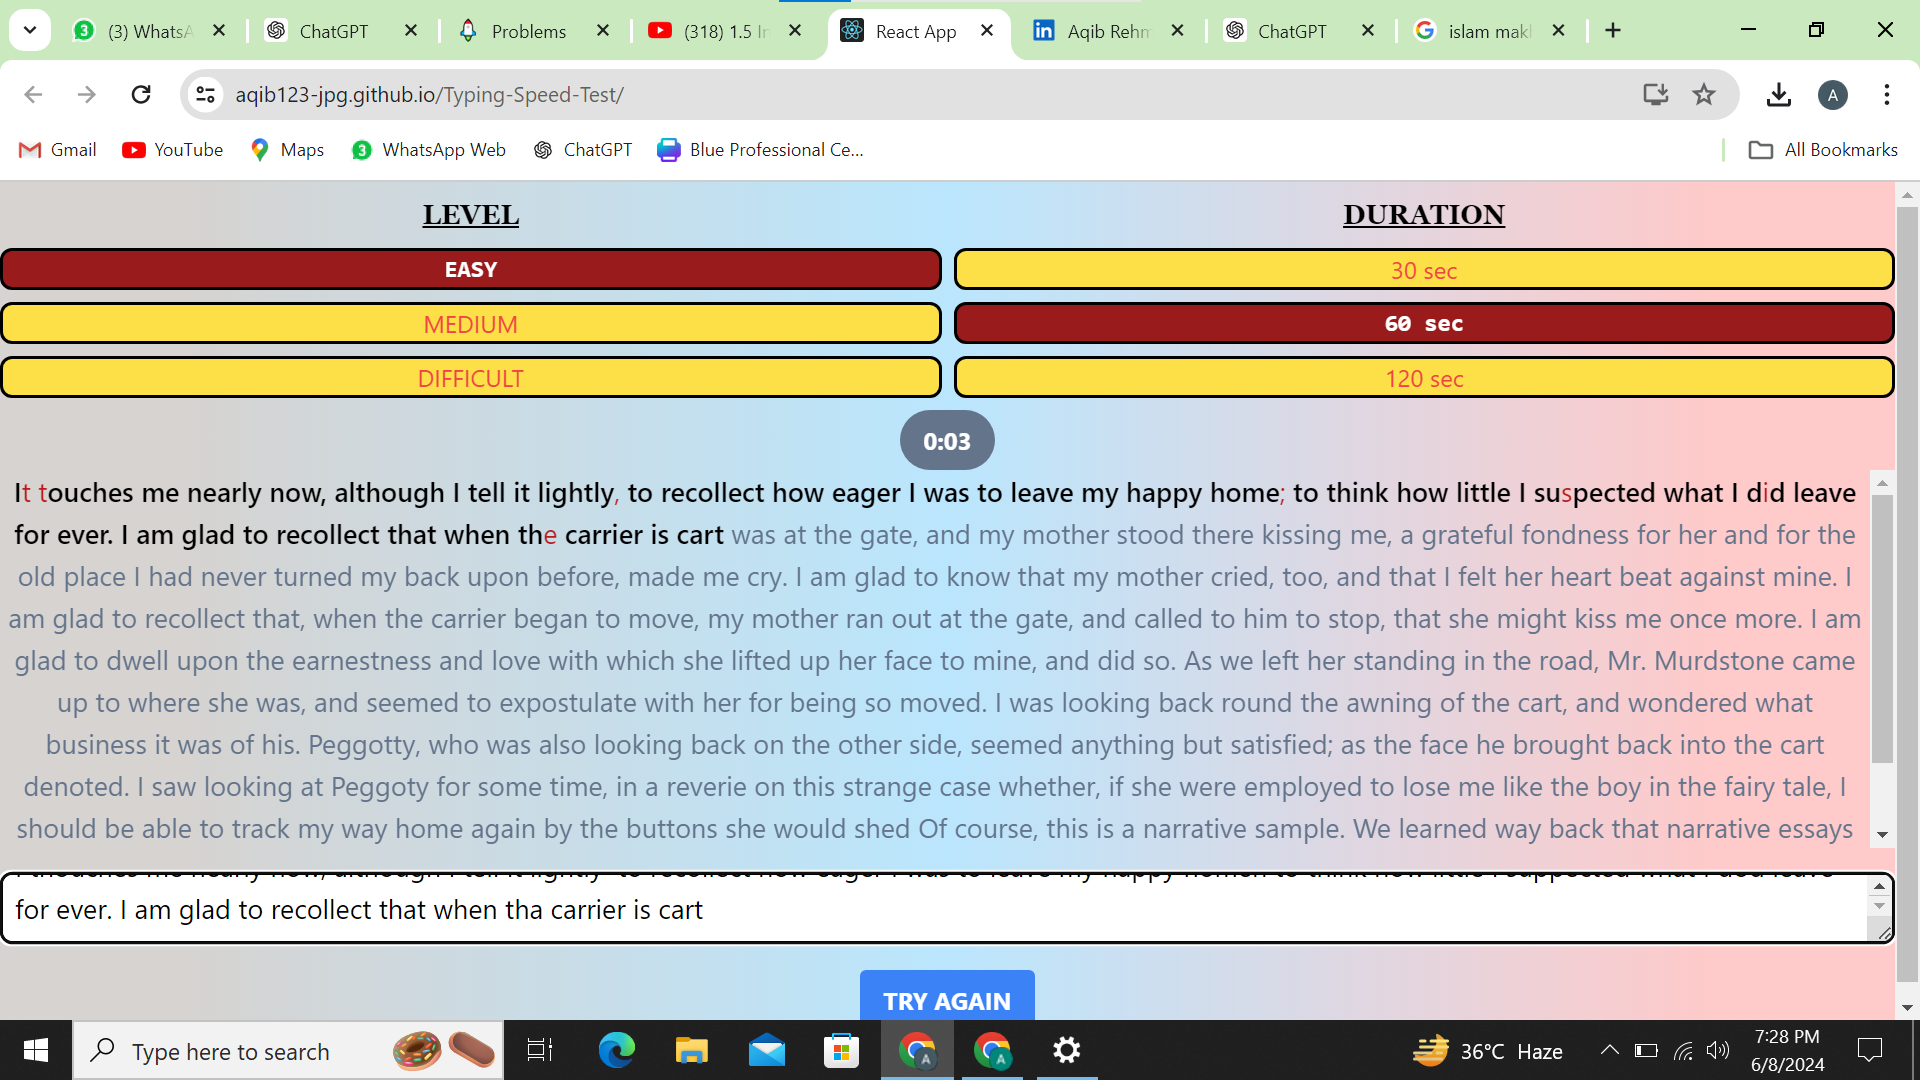 (3) WhatsA
ChatGPT
Problems
(318) 1.5 In
React App
Aqib Rehm
ChatGPT
islam mak
aqib123-jpg.github.io/Typing-Speed-Test/
A
Gmail
YouTube
Maps
3 WhatsApp Web
ChatGPT
Blue Professional Ce...
All Bookmarks
LEVEL
DURATION
EASY
30 sec
MEDIUM
60 sec
DIFFICULT
120 sec
0:03
It touches me nearly now, although I tell it lightly, to recollect how eager I was to leave my happy home; to think how little I suspected what I did leave
for ever. I am glad to recollect that when the carrier is cart was at the gate, and my mother stood there kissing me, a grateful fondness for her and for the
old place I had never turned my back upon before, made me cry. I am glad to know that my mother cried, too, and that I felt her heart beat against mine. I
am glad to recollect that, when the carrier began to move, my mother ran out at the gate, and called to him to stop, that she might kiss me once more. I am
glad to dwell upon the earnestness and love with which she lifted up her face to mine, and did so. As we left her standing in the road, Mr. Murdstone came
up to where she was, and seemed to expostulate with her for being so moved. I was looking back round the awning of the cart, and wondered what
business it was of his. Peggotty, who was also looking back on the other side, seemed anything but satisfied; as the face he brought back into the cart
denoted. I saw looking at Peggoty for some time, in a reverie on this strange case whether, if she were employed to lose me like the boy in the fairy tale, I
should be able to track my way home again by the buttons she would shed Of course, this is a narrative sample. We learned way back that narrative essays
for ever. I am glad to recollect that when tha carrier is cart
TRY AGAIN
Type here to search
36°C Haze
7:28 PM
6/8/2024